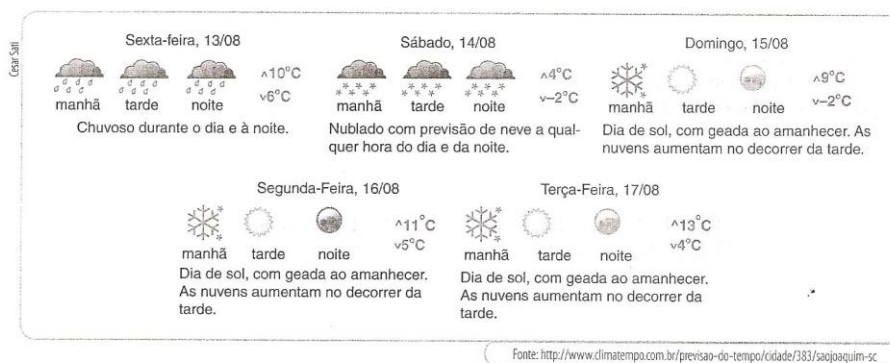 Cesar Sari
Sexta-feira, 13/08
manhã tarde noite
^10°C
v6°C
Chuvoso durante o dia e à noite.
Sábado, 14/08
manhã tarde noite
^4°C
v–2°C
Nublado com previsão de neve a qual-
quer hora do dia e da noite.
Domingo, 15/08
manhã tarde noite
^9°C
v–2°C
Dia de sol, com geada ao amanhecer. As
nuvens aumentam no decorrer da tarde.
Segunda-Feira, 16/08
manhã tarde noite
^11°C
v5°C
Dia de sol, com geada ao amanhecer.
As nuvens aumentam no decorrer da
tarde.
Terça-Feira, 17/08
manhã tarde noite
^13°C
v4°C
Dia de sol, com geada ao amanhecer.
As nuvens aumentam no decorrer da
tarde.
Fonte: http://www.climatempo.com.br/previsao-do-tempo/cidade/383/saojoaquim-sc